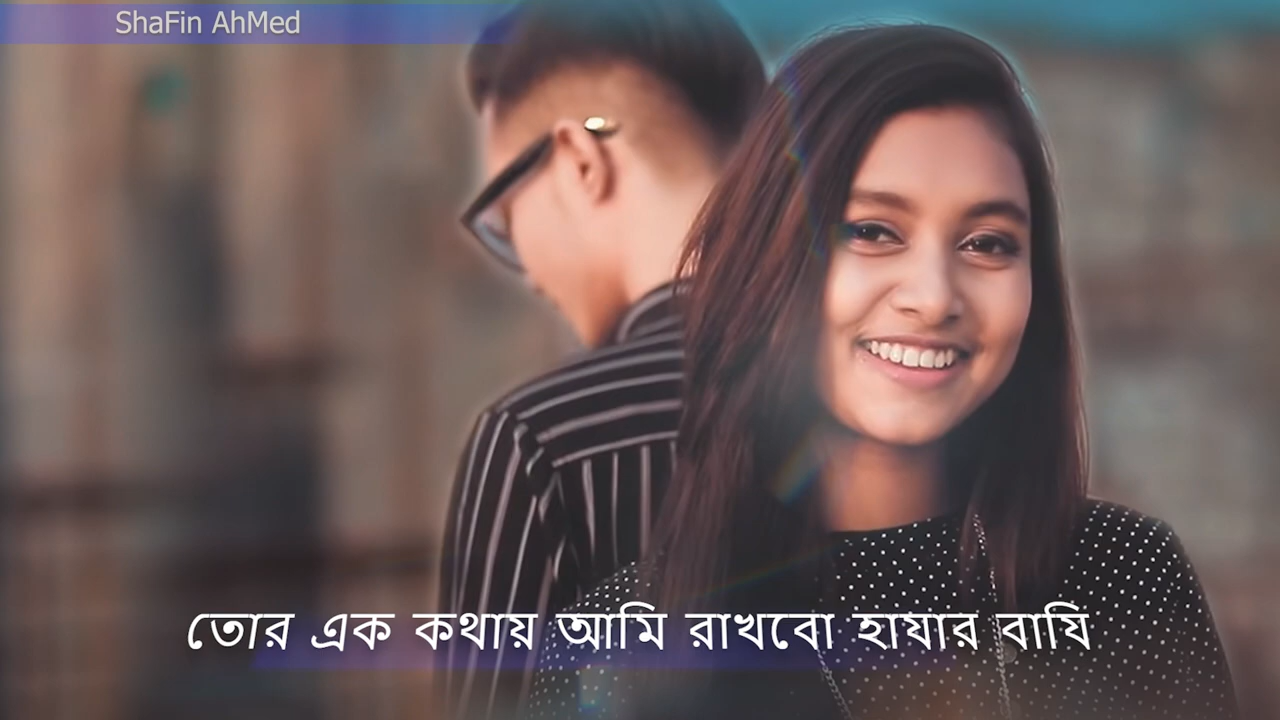 ShaFin AhMed
তোর এক কথায় আমি রাখবো হাযার বাযি